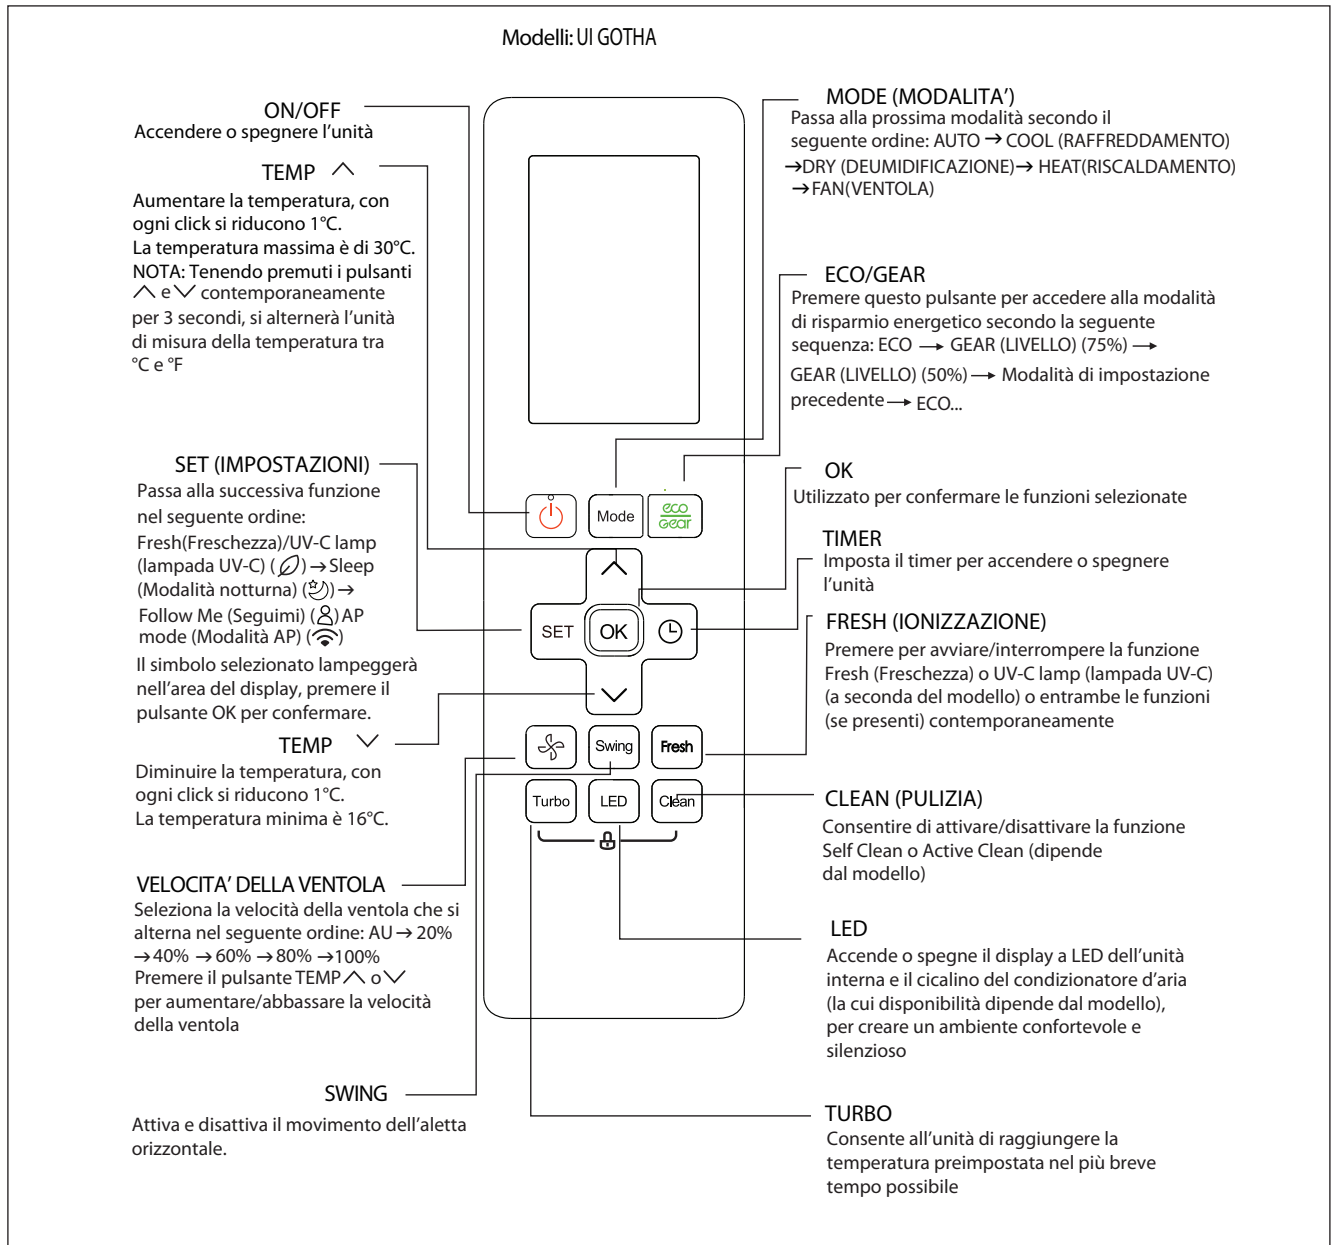 Modelli: UI GOTHA
ON/OFF
Accendere o spegnere l'unità
TEMP
Aumentare la temperatura, con
ogni click si riducono 1°C.
La temperatura massima è di 30°C.
NOTA: Tenendo premuti i pulsanti
e contemporaneamente
per 3 secondi, si alternerà l'unità
di misura della temperatura tra
°C e °F
SET (IMPOSTAZIONI)
Passa alla successiva funzione
nel seguente ordine:
Fresh(Freschezza)/UV-C lamp
(lampada UV-C) ( ) → Sleep
(Modalità notturna) ( ) →
Follow Me (Seguimi) ( ) AP
mode (Modalità AP) ( )
Il simbolo selezionato lampeggerà
nell'area del display, premere il
pulsante OK per confermare.
TEMP
Diminuire la temperatura, con
ogni click si riducono 1°C.
La temperatura minima è 16°C.
VELOCITA' DELLA VENTOLA
Seleziona la velocità della ventola che si
alterna nel seguente ordine: AU → 20%
→ 40% → 60% → 80% → 100%
Premere il pulsante TEMP o
per aumentare/abbassare la velocità
della ventola
SWING
Attiva e disattiva il movimento dell'aletta
orizzontale.
Mode
eco
Gear
SET
OK
Swing
Fresh
Turbo
LED
Clean
MODE (MODALITA')
Passa alla prossima modalità secondo il
seguente ordine: AUTO → COOL (RAFFREDDAMENTO)
→DRY (DEUMIDIFICAZIONE)→ HEAT(RISCALDAMENTO)
→FAN(VENTOLA)
ECO/GEAR
Premere questo pulsante per accedere alla modalità
di risparmio energetico secondo la seguente
sequenza: ECO → GEAR (LIVELLO) (75%) →
GEAR (LIVELLO) (50%) → Modalità di impostazione
precedente → ECO...
OK
Utilizzato per confermare le funzioni selezionate
TIMER
Imposta il timer per accendere o spegnere
l'unità
FRESH (IONIZZAZIONE)
Premere per avviare/interrompere la funzione
Fresh (Freschezza) o UV-C lamp (lampada UV-C)
(a seconda del modello) o entrambe le funzioni
(se presenti) contemporaneamente
CLEAN (PULIZIA)
Consentire di attivare/disattivare la funzione
Self Clean o Active Clean (dipende
dal modello)
LED
Accende o spegne il display a LED dell'unità
interna e il cicalino del condizionatore d'aria
(la cui disponibilità dipende dal modello),
per creare un ambiente confortevole e
silenzioso
TURBO
Consente all'unità di raggiungere la
temperatura preimpostata nel più breve
tempo possibile